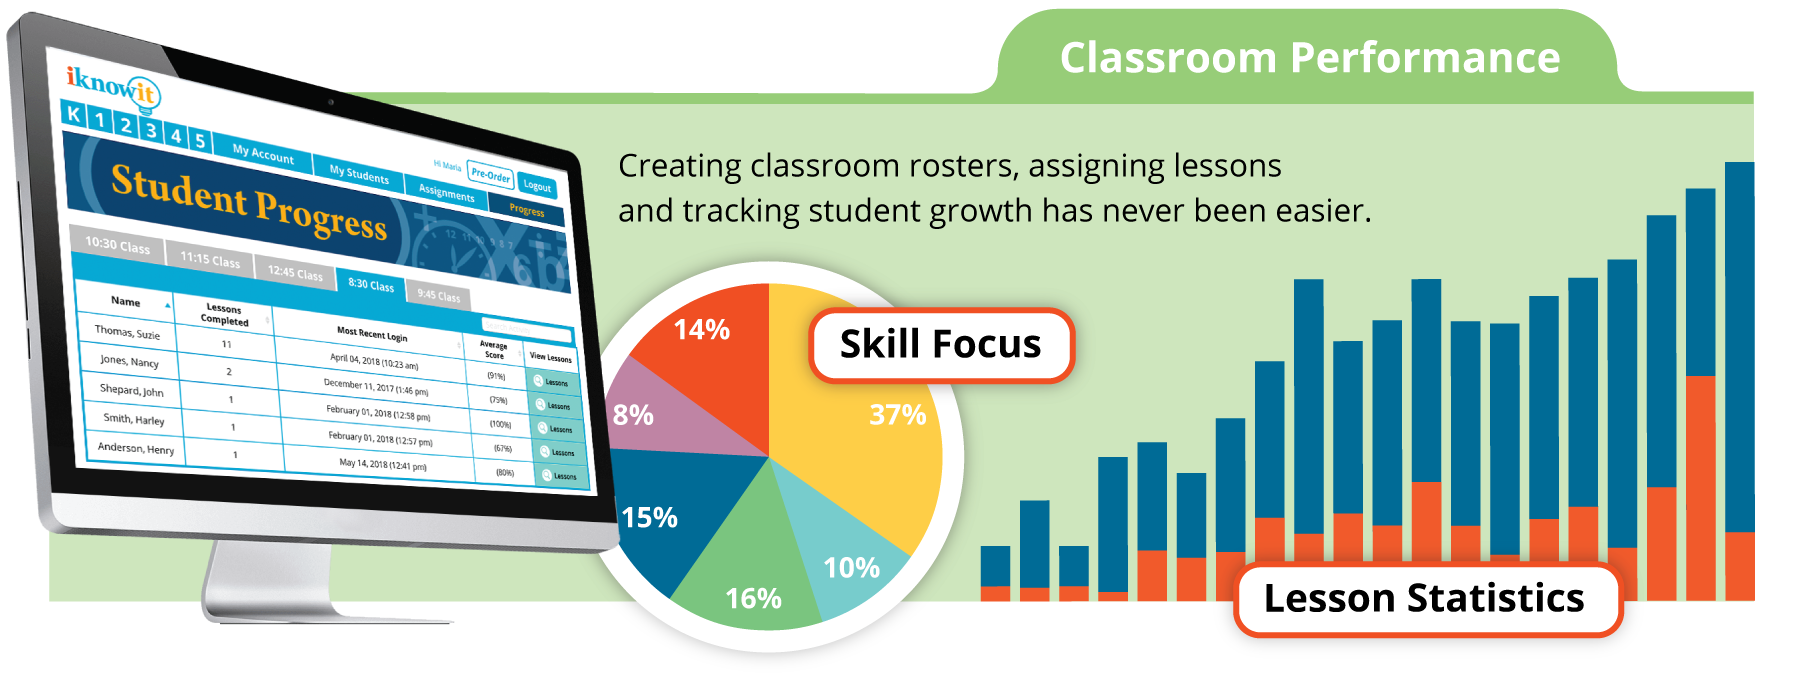 Classroom Performance
iknowit
K 1 2 3 4 5 My Account My Students Assignments Progress
Hi Maria Pre-Order Logout
Student Progress
Creating classroom rosters, assigning lessons
and tracking student growth has never been easier.
10:30 Class 11:15 Class 12:45 Class 8:30 Class 9:45 Class
Name Lessons Completed Most Recent Login Average Score View Lessons
Thomas, Suzie 11 April 04, 2018 (10:23 am) (91%) Lessons
Jones, Nancy 2 December 11, 2017 (1:46 pm) (75%) Lessons
Shepard, John 1 February 01, 2018 (12:58 pm) (100%) Lessons
Smith, Harley 1 February 01, 2018 (12:57 pm) (67%) Lessons
Anderson, Henry 1 May 14, 2018 (12:41 pm) (80%) Lessons
Skill Focus
14%
37%
8%
15%
10%
16%
Lesson Statistics